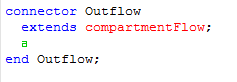 connector Outflow
  extends compartmentFlow;
  a
end Outflow;